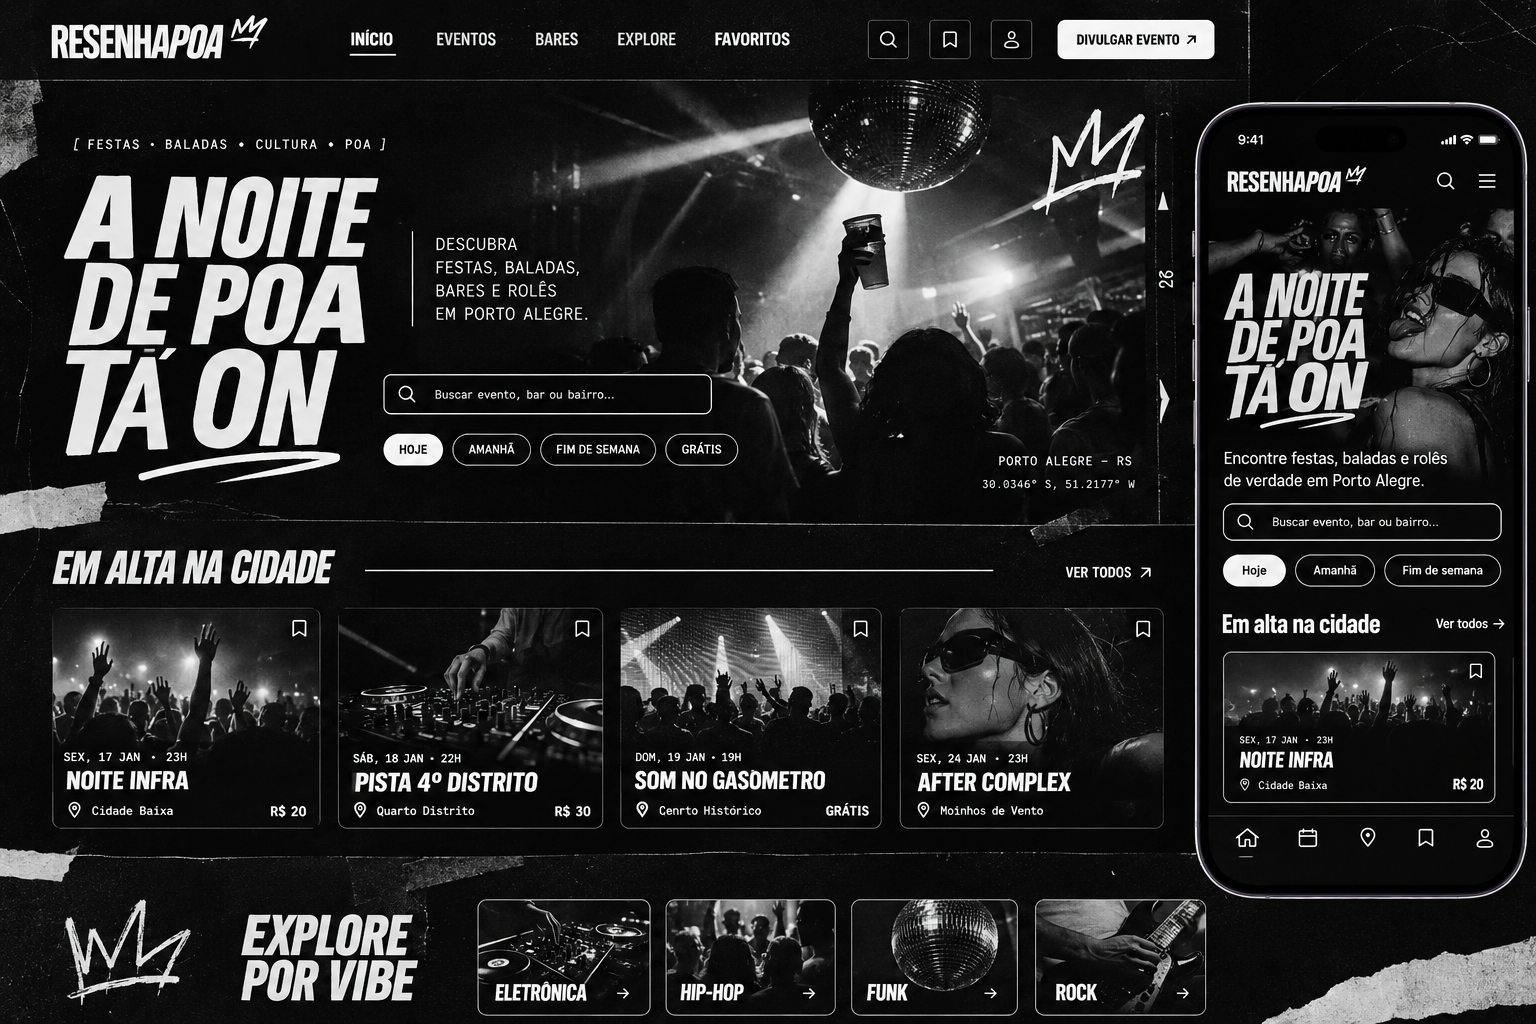 RESENHAPOA
INÍCIO
EVENTOS
BARES
EXPLORE
FAVORITOS
DIVULGAR EVENTO
[ FESTAS • BALADAS • CULTURA • POA ]
A NOITE
DE POA
TÁ ON
DESCUBRA
FESTAS, BALADAS,
BARES E ROLÊS
EM PORTO ALEGRE.
Buscar evento, bar ou bairro...
HOJE
AMANHÃ
FIM DE SEMANA
GRÁTIS
26
PORTO ALEGRE – RS
30.0346° S, 51.2177° W
EM ALTA NA CIDADE
VER TODOS
SEX, 17 JAN • 23H
NOITE INFRA
Cidade Baixa
R$ 20
SÁB, 18 JAN • 22H
PISTA 4º DISTRITO
Quarto Distrito
R$ 30
DOM, 19 JAN • 19H
SOM NO GASÔMETRO
Cenrto Histórico
GRÁTIS
SEX, 24 JAN • 23H
AFTER COMPLEX
Moinhos de Vento
EXPLORE
POR VIBE
ELETRÔNICA
HIP-HOP
FUNK
ROCK
9:41
RESENHAPOA
A NOITE
DE POA
TÁ ON
Encontre festas, baladas e rolês
de verdade em Porto Alegre.
Buscar evento, bar ou bairro...
Hoje
Amanhã
Fim de semana
Em alta na cidade
Ver todos
SEX, 17 JAN • 23H
NOITE INFRA
Cidade Baixa
R$ 20